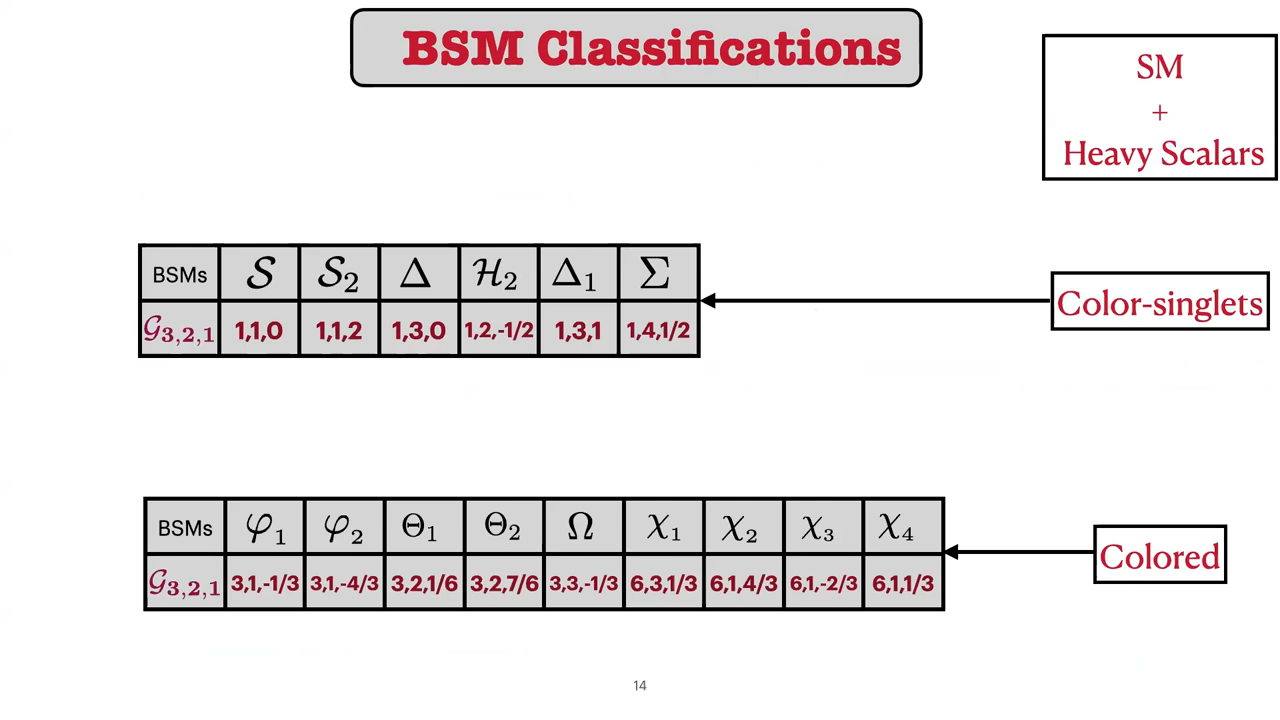 BSM Classifications
SM
+
Heavy Scalars
BSMs 𝒮 𝒮₂ Δ ℋ₂ Δ₁ Σ
𝒢₃,₂,₁ 1,1,0 1,1,2 1,3,0 1,2,-1/2 1,3,1 1,4,1/2
Color-singlets
BSMs φ₁ φ₂ Θ₁ Θ₂ Ω χ₁ χ₂ χ₃ χ₄
𝒢₃,₂,₁ 3,1,-1/3 3,1,-4/3 3,2,1/6 3,2,7/6 3,3,-1/3 6,3,1/3 6,1,4/3 6,1,-2/3 6,1,1/3
Colored
14